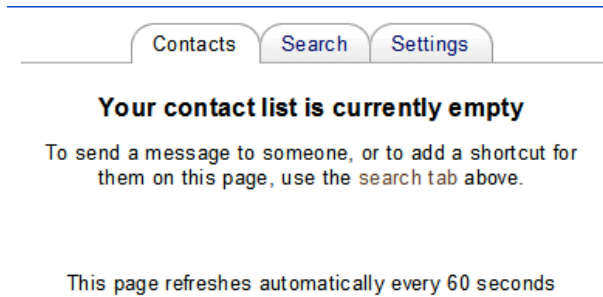 Contacts Search Settings
Your contact list is currently empty
To send a message to someone, or to add a shortcut for
them on this page, use the search tab above.
This page refreshes automatically every 60 seconds